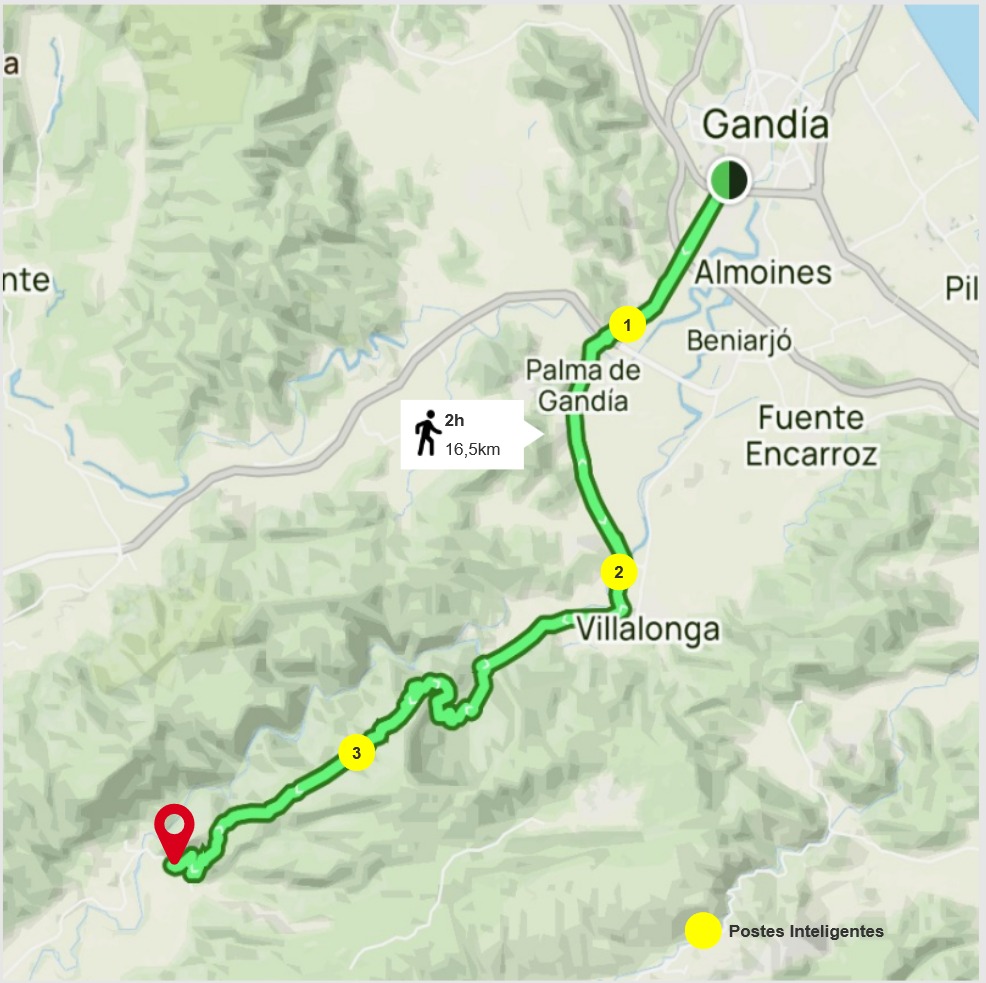 a
Gandía
nte
Almoines
Pil
1
Beniarjó
Palma de
Gandía
2h
16,5km
Fuente
Encarroz
2
Villalonga
3
Postes Inteligentes